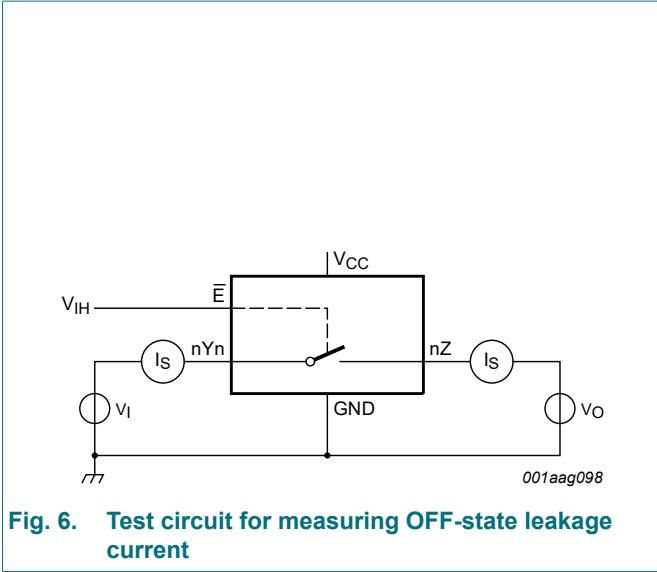 VCC
E̅
VIH
IS nYn nZ IS
VI GND VO
001aag098
Fig. 6. Test circuit for measuring OFF-state leakage
current